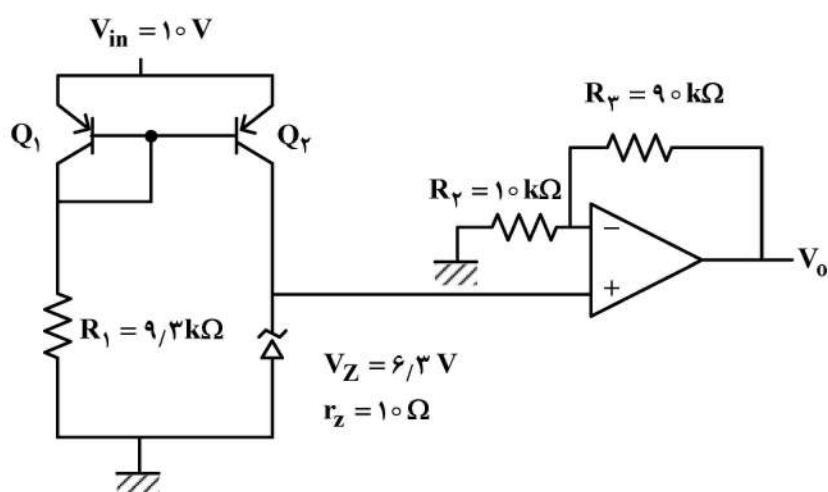 V_in = ۱۰ V
R_۳ = ۹۰ kΩ
Q_۱
Q_۲
R_۲ = ۱۰ kΩ
−
+
V_o
R_۱ = ۹/۳ kΩ
V_Z = ۶/۳ V
r_z = ۱۰ Ω